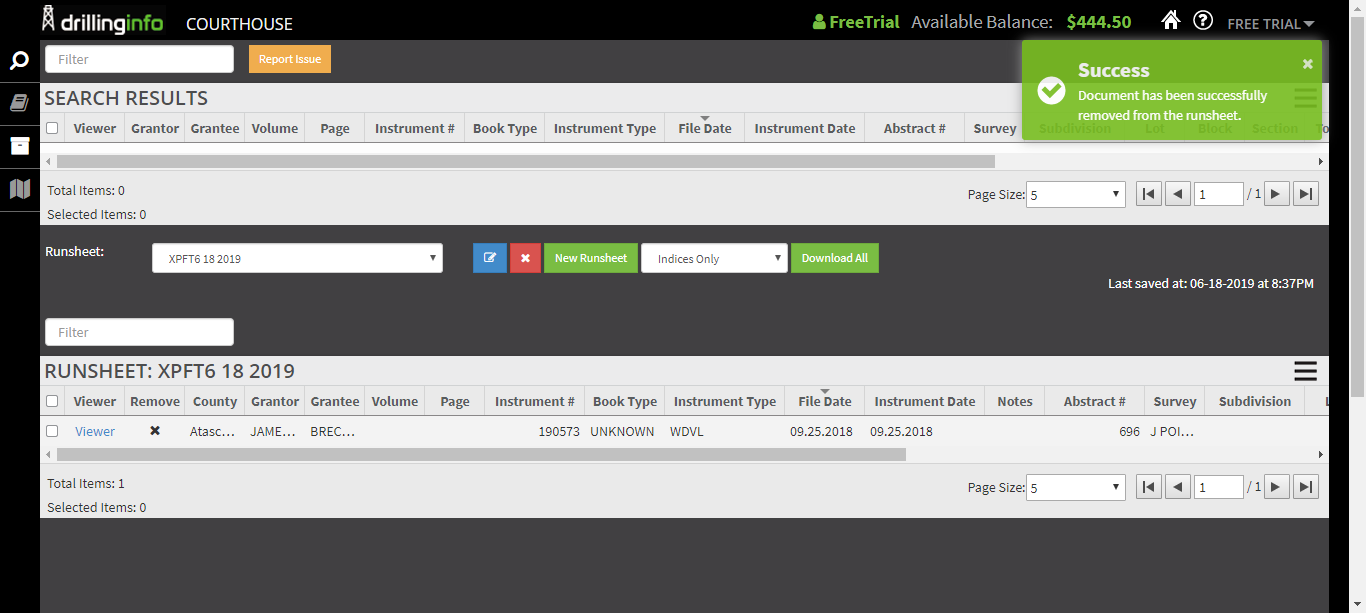 drillinginfo COURTHOUSE FreeTrial Available Balance: $444.50 FREE TRIAL
Filter Report Issue
SEARCH RESULTS
Success
Document has been successfully
removed from the runsheet.
Viewer Grantor Grantee Volume Page Instrument # Book Type Instrument Type File Date Instrument Date Abstract # Survey Subdivision Lot Block Section To
Total Items: 0
Page Size: 5 1 / 1
Selected Items: 0
Runsheet: XPFT6 18 2019 New Runsheet Indices Only Download All
Last saved at: 06-18-2019 at 8:37PM
Filter
RUNSHEET: XPFT6 18 2019
Viewer Remove County Grantor Grantee Volume Page Instrument # Book Type Instrument Type File Date Instrument Date Notes Abstract # Survey Subdivision L
Viewer Atasc... JAME... BREC... 190573 UNKNOWN WDVL 09.25.2018 09.25.2018 696 J POI...
Total Items: 1
Page Size: 5 1 / 1
Selected Items: 0